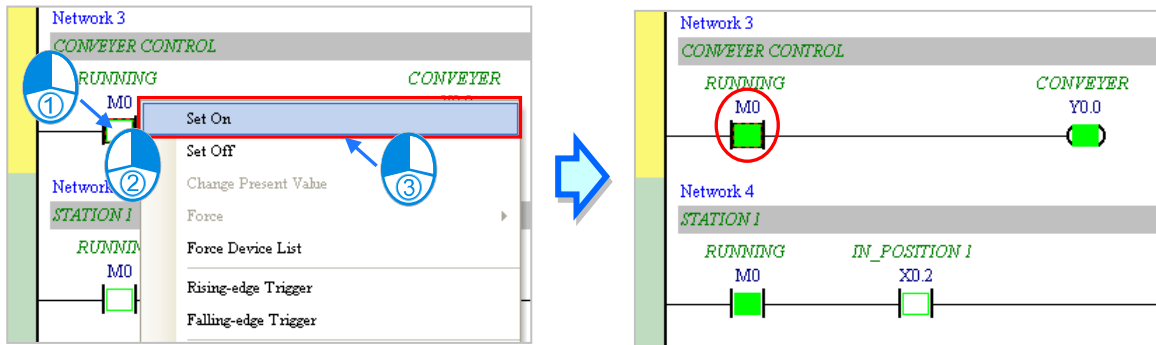 Network 3
CONVEYER CONTROL
RUNNING
CONVEYER
M0
①
Set On
②
Set Off
③
Change Present Value
Network
STATION 1
Force
Force Device List
M0
Rising-edge Trigger
Falling-edge Trigger
Network 3
CONVEYER CONTROL
RUNNING
CONVEYER
M0
Y0.0
Network 4
STATION 1
RUNNING
IN_POSITION 1
M0
X0.2